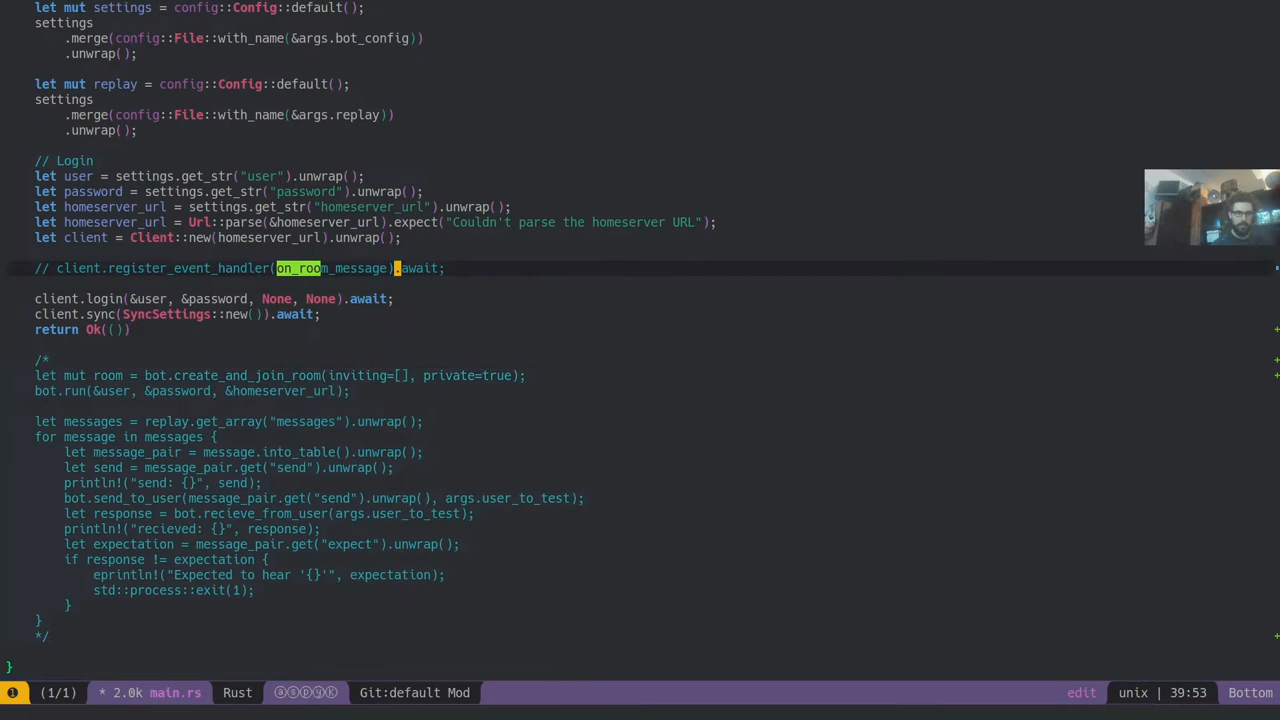 let mut settings = config::Config::default();
settings
.merge(config::File::with_name(&args.bot_config))
.unwrap();
let mut replay = config::Config::default();
settings
.merge(config::File::with_name(&args.replay))
.unwrap();
// Login
let user = settings.get_str("user").unwrap();
let password = settings.get_str("password").unwrap();
let homeserver_url = settings.get_str("homeserver_url").unwrap();
let homeserver_url = Url::parse(&homeserver_url).expect("Couldn't parse the homeserver URL");
let client = Client::new(homeserver_url).unwrap();
// client.register_event_handler(on_room_message).await;
client.login(&user, &password, None, None).await;
client.sync(SyncSettings::new()).await;
return Ok(())
/*
let mut room = bot.create_and_join_room(inviting=[], private=true);
bot.run(&user, &password, &homeserver_url);
let messages = replay.get_array("messages").unwrap();
for message in messages {
let message_pair = message.into_table().unwrap();
let send = message_pair.get("send").unwrap();
println!("send: {}", send);
bot.send_to_user(message_pair.get("send").unwrap(), args.user_to_test);
let response = bot.recieve_from_user(args.user_to_test);
println!("recieved: {}", response);
let expectation = message_pair.get("expect").unwrap();
if response != expectation {
eprintln!("Expected to hear '{}'", expectation);
std::process::exit(1);
}
}
*/
}
❶ (1/1) * 2.0k main.rs Rust ⓐⓢⓟⓨⓚ Git:default Mod edit unix | 39:53 Bottom